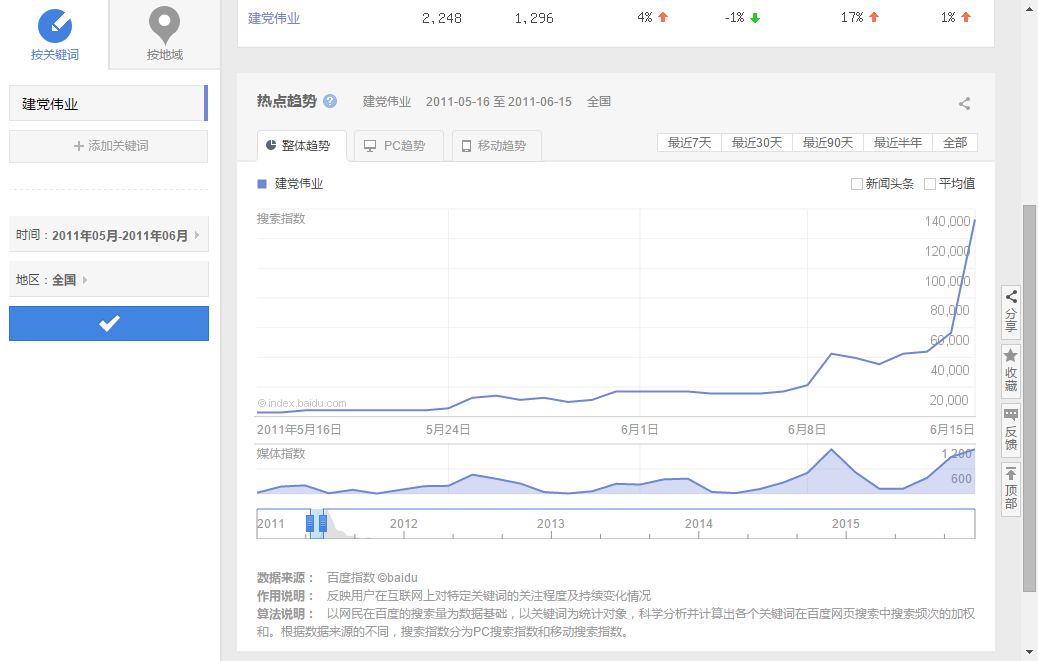 按关键词
按地域
建党伟业 2,248 1,296 4% -1% 17% 1%
建党伟业
+ 添加关键词
时间：2011年05月-2011年06月
地区：全国
热点趋势 ? 建党伟业 2011-05-16 至 2011-06-15 全国
整体趋势 PC趋势 移动趋势
最近7天 最近30天 最近90天 最近半年 全部
建党伟业
新闻头条 平均值
搜索指数
140,000
120,000
100,000
80,000
60,000
40,000
20,000
© index.baidu.com
2011年5月16日 5月24日 6月1日 6月8日 6月15日
媒体指数
1,200
600
2011 2012 2013 2014 2015
数据来源： 百度指数 ©baidu
作用说明： 反映用户在互联网上对特定关键词的关注程度及持续变化情况
算法说明： 以网民在百度的搜索量为数据基础，以关键词为统计对象，科学分析并计算出各个关键词在百度网页搜索中搜索频次的加权
和。根据数据来源的不同，搜索指数分为PC搜索指数和移动搜索指数。
分享
收藏
反馈
顶部